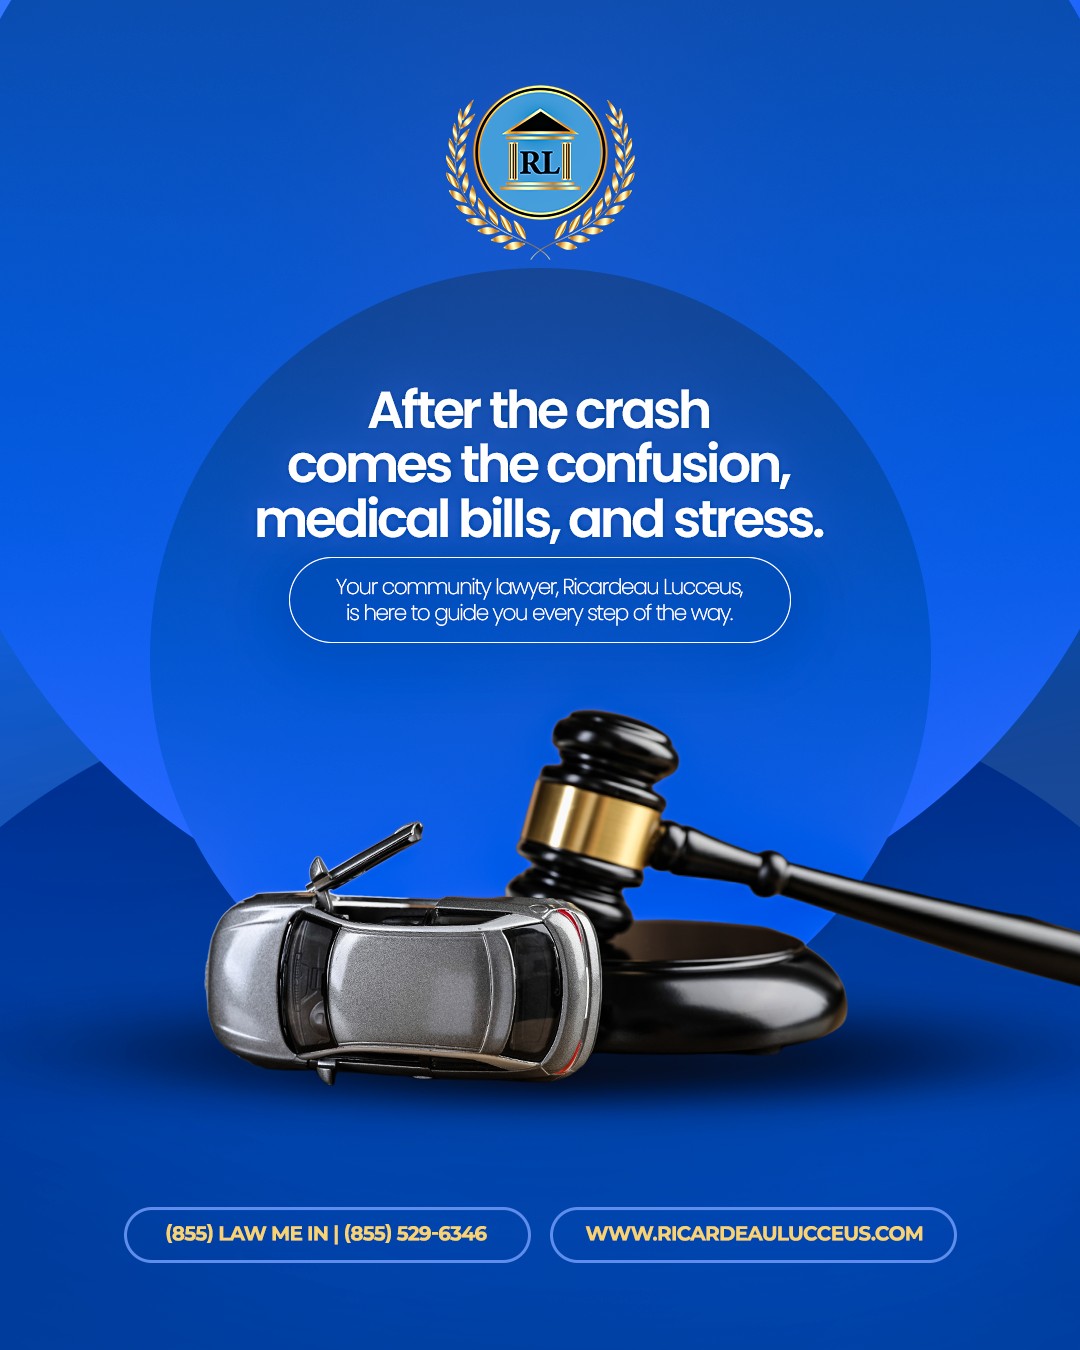 RL
After the crash
comes the confusion,
medical bills, and stress.
Your community lawyer, Ricardeau Lucceus,
is here to guide you every step of the way.
(855) LAW ME IN | (855) 529-6346
WWW.RICARDEAULUCCEUS.COM